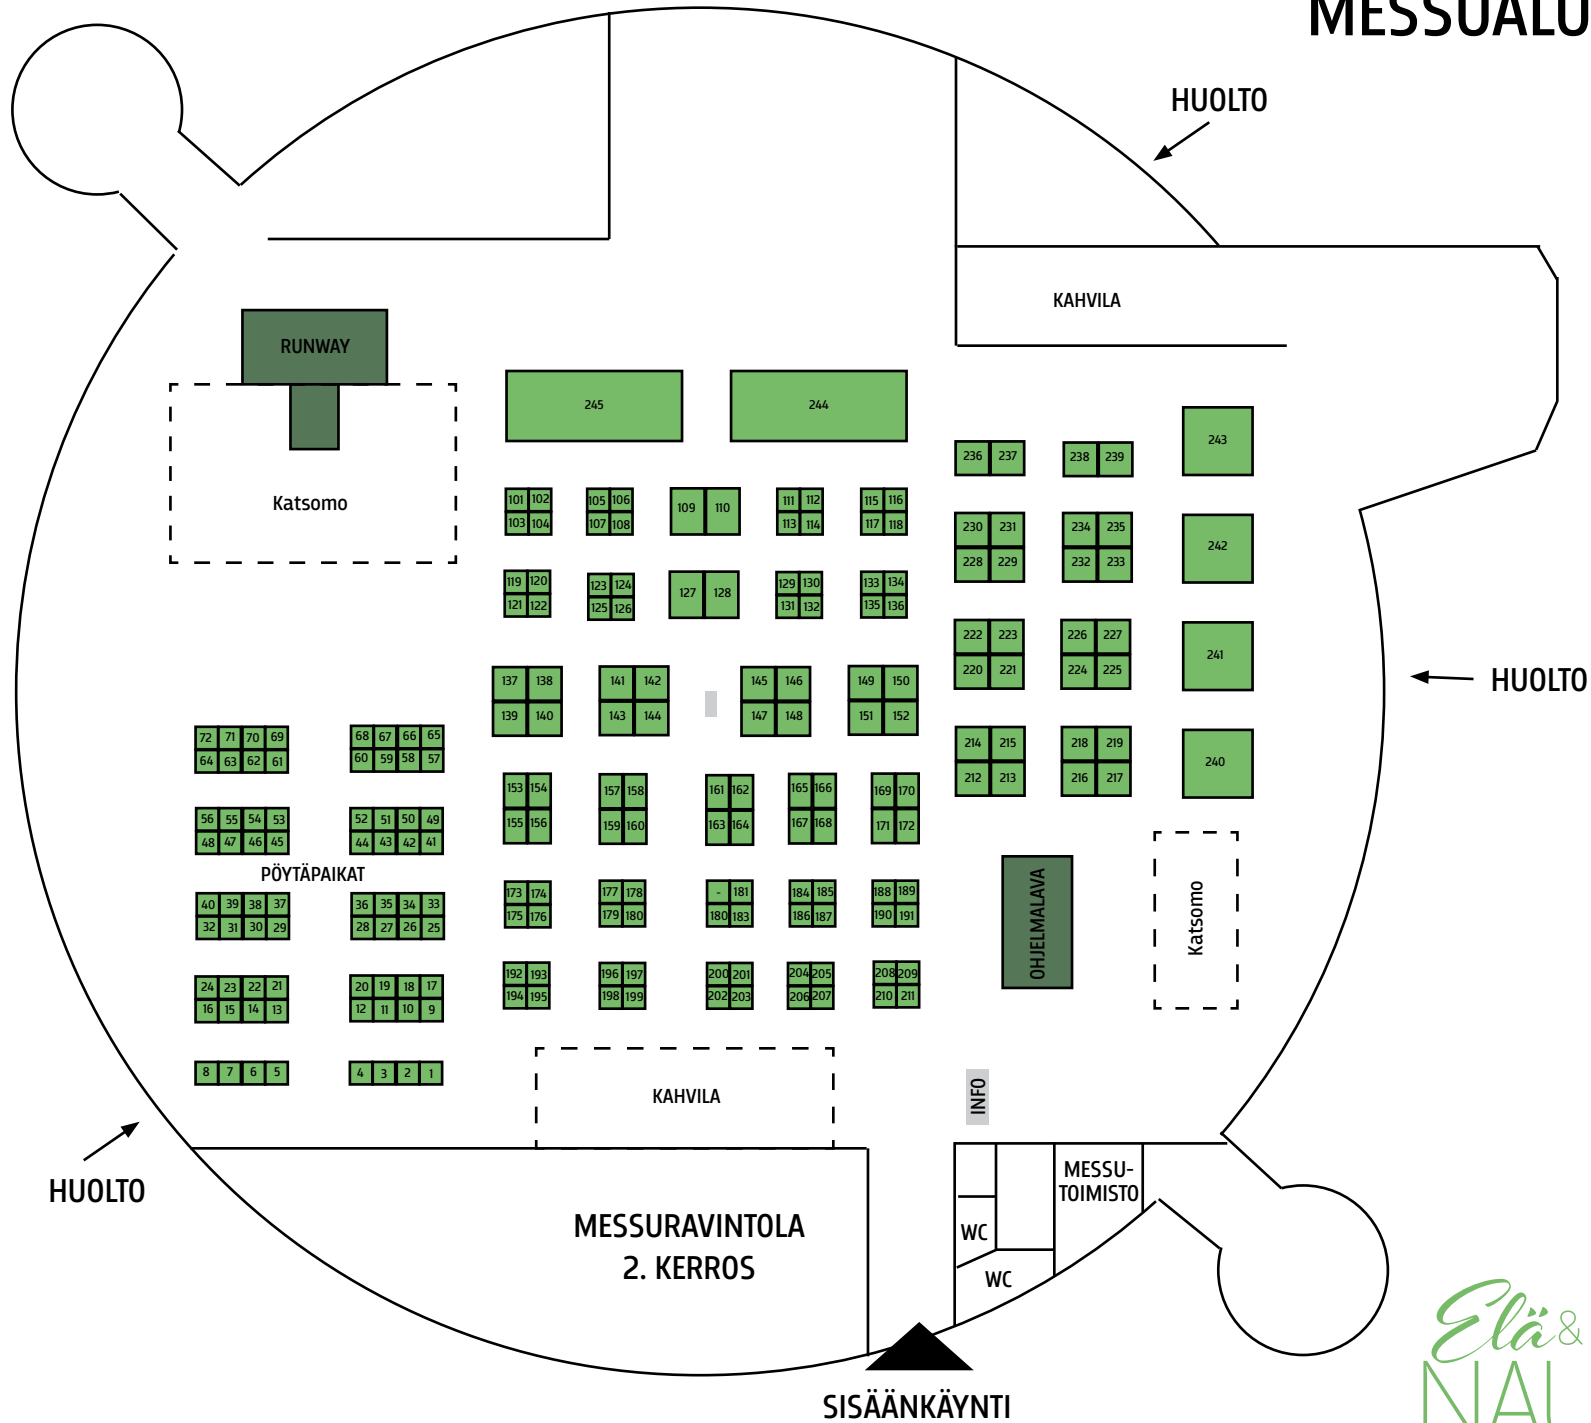 MESSUALU
HUOLTO
KAHVILA
RUNWAY
Katsomo
245 244
243
236 237 238 239
101 102 105 106 109 110 111 112 115 116
103 104 107 108 113 114 117 118
230 231 234 235
228 229 232 233
242
119 120 123 124 127 128 129 130 133 134
121 122 125 126 131 132 135 136
222 223 226 227
220 221 224 225
241
HUOLTO
137 138 141 142 145 146 149 150
139 140 143 144 147 148 151 152
72 71 70 69 68 67 66 65
64 63 62 61 60 59 58 57
214 215 218 219
212 213 216 217
240
153 154 157 158 161 162 165 166 169 170
155 156 159 160 163 164 167 168 171 172
56 55 54 53 52 51 50 49
48 47 46 45 44 43 42 41
PÖYTÄPAIKAT
40 39 38 37 36 35 34 33
32 31 30 29 28 27 26 25
173 174 177 178 - 181 184 185 188 189
175 176 179 180 180 183 186 187 190 191
OHJELMALAVA
Katsomo
24 23 22 21 20 19 18 17
16 15 14 13 12 11 10 9
192 193 196 197 200 201 204 205 208 209
194 195 198 199 202 203 206 207 210 211
8 7 6 5 4 3 2 1
KAHVILA
INFO
HUOLTO
MESSURAVINTOLA
2. KERROS
MESSU-
TOIMISTO
WC
WC
SISÄÄNKÄYNTI
Elä &
NAU